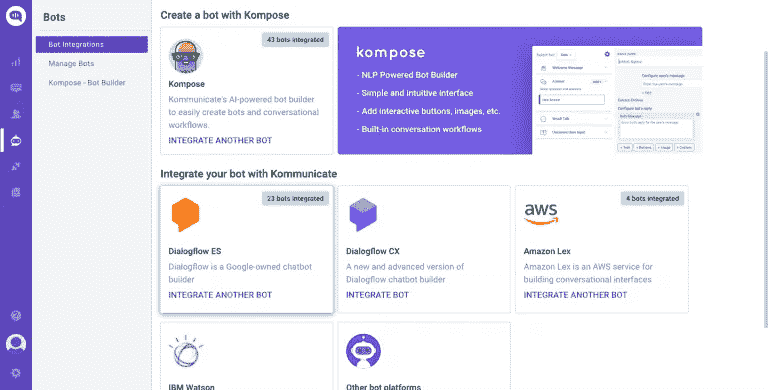 Bots
Bot Integrations
Manage Bots
Kompose - Bot Builder
Create a bot with Kompose
43 bots integrated
Kompose
Kommunicate's AI-powered bot builder
to easily create bots and conversational
workflows.
INTEGRATE ANOTHER BOT
kompose
- NLP Powered Bot Builder
- Simple and intuitive interface
- Add interactive buttons, images, etc.
- Built-in conversation workflows
Welcome Message
Answer
Small Talk
Integrate your bot with Kommunicate
23 bots integrated
Dialogflow ES
Dialogflow is a Google-owned chatbot
builder
INTEGRATE ANOTHER BOT
Dialogflow CX
A new and advanced version of
Dialogflow chatbot builder
INTEGRATE BOT
4 bots integrated
aws
Amazon Lex
Amazon Lex is an AWS service for
building conversational interfaces
INTEGRATE ANOTHER BOT
IBM Watson
Other bot platforms